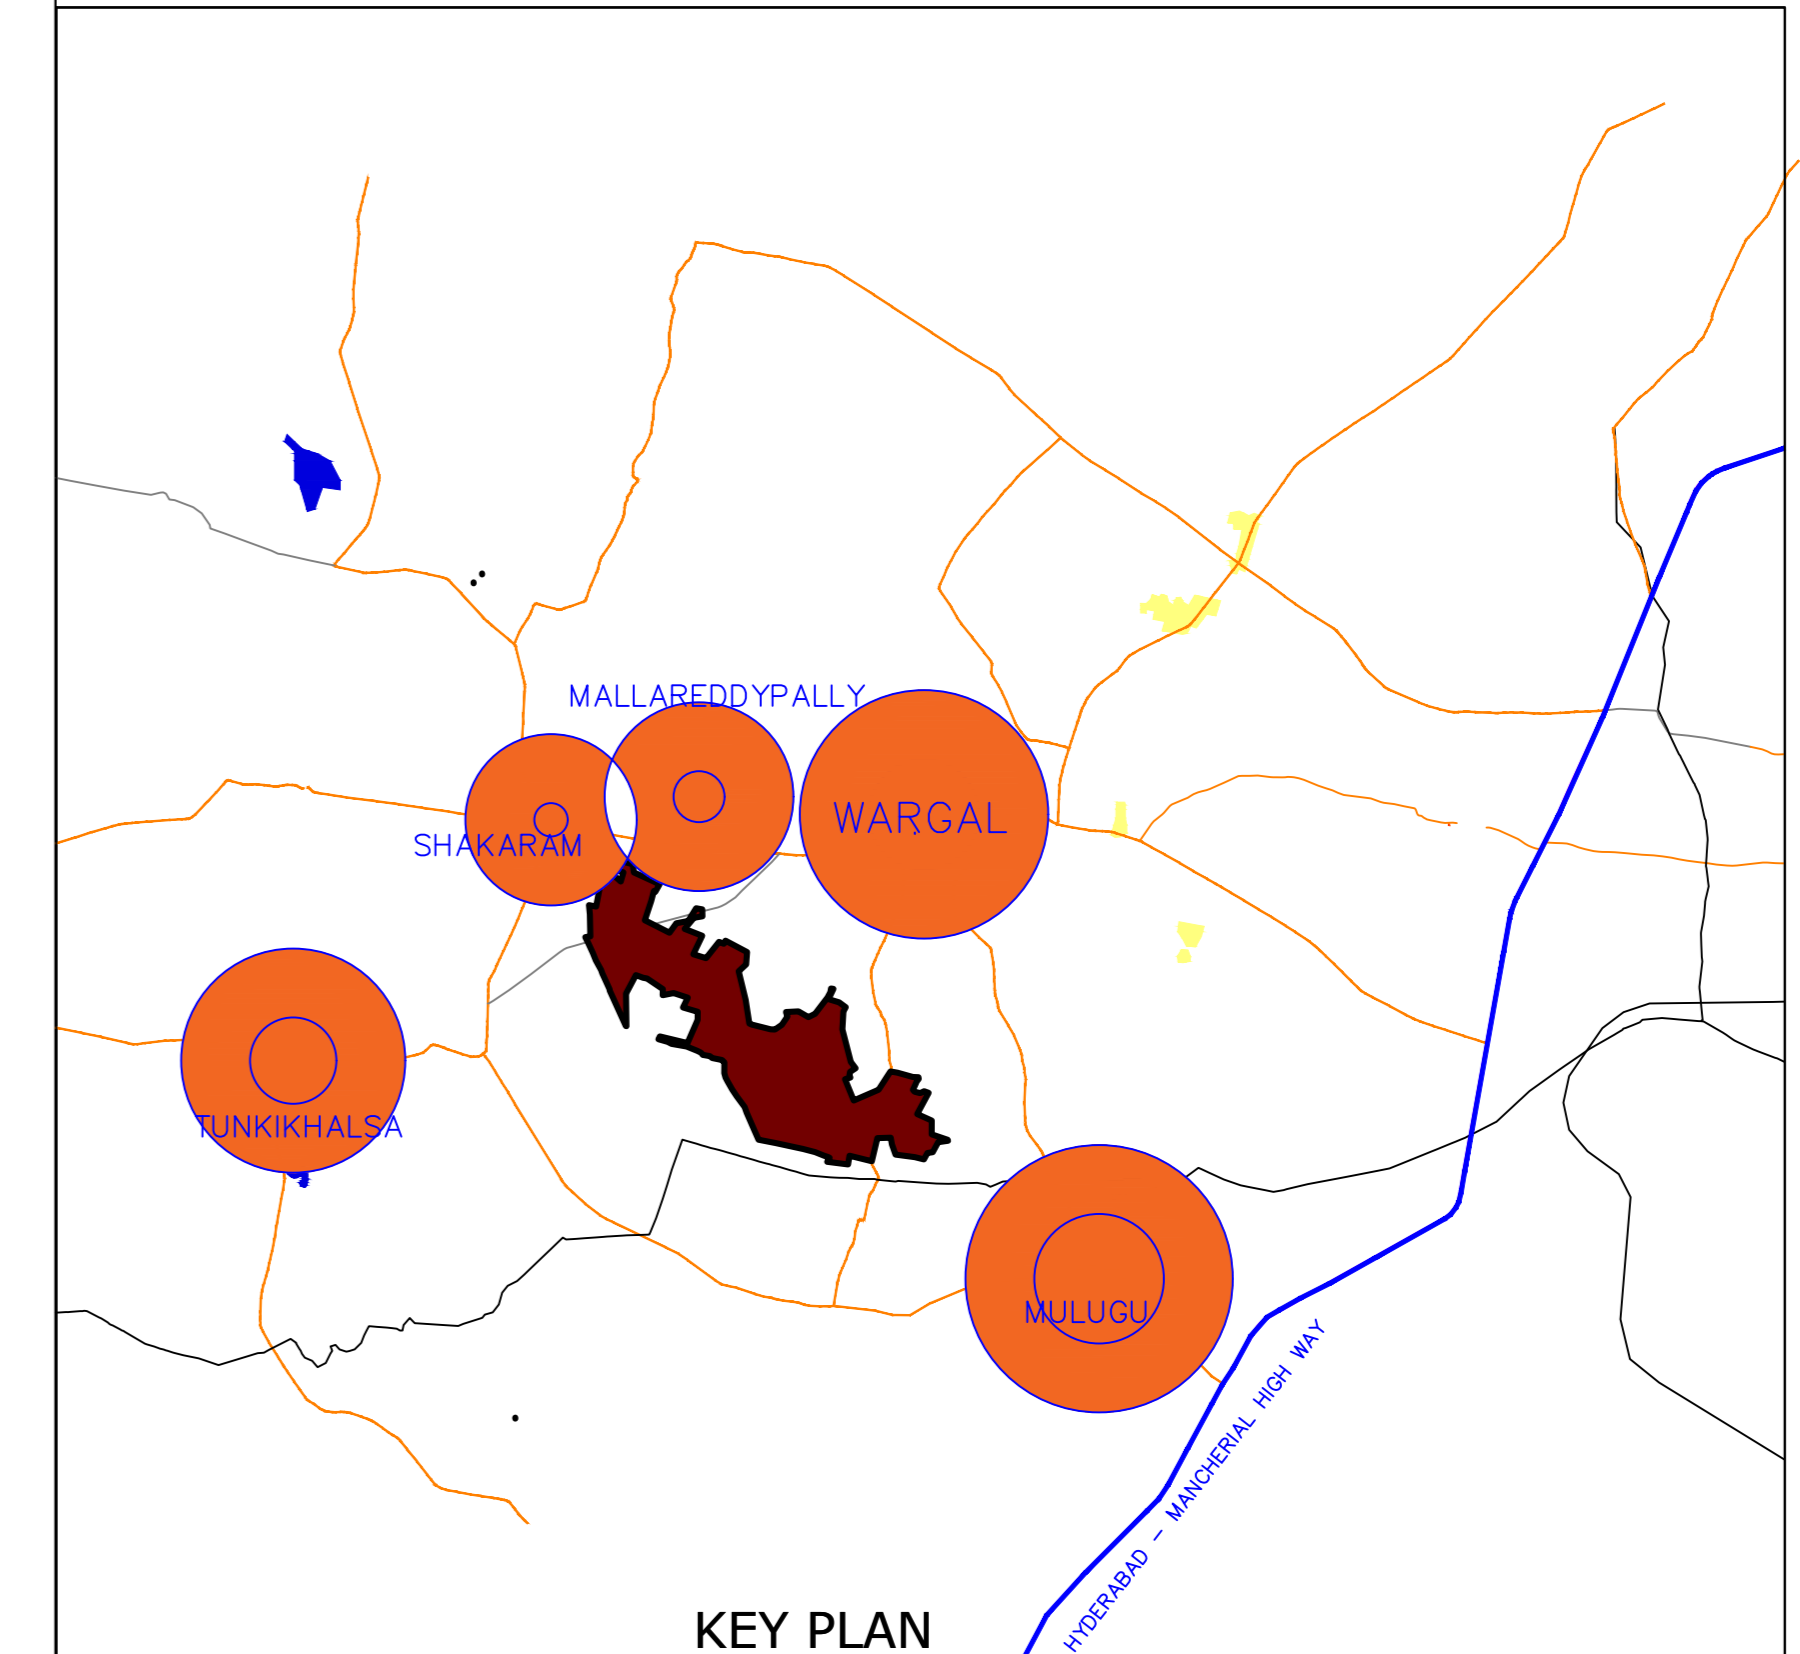 MALLAREDDYPALLY
WARGAL
SHAKARAM
TUNKIKHALSA
MULUGU
HYDERABAD - MANCHERIAL HIGH WAY
KEY PLAN